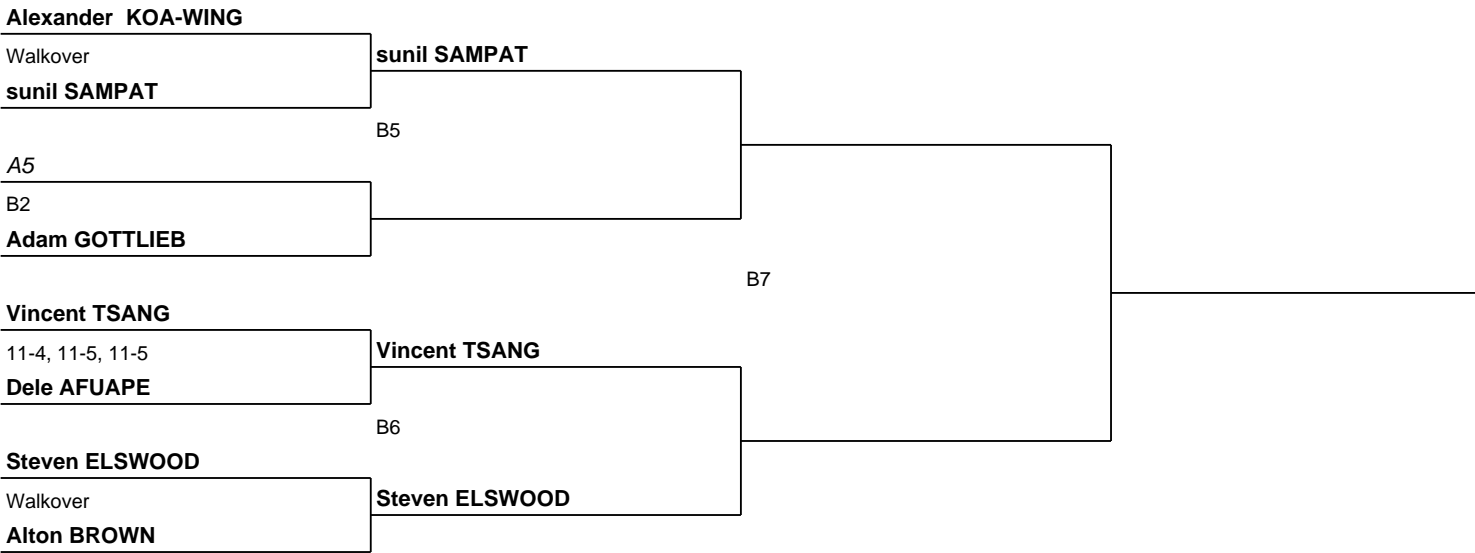 Alexander  KOA-WING
Walkover
sunil SAMPAT
sunil SAMPAT
B5
A5
B2
Adam GOTTLIEB
B7
Vincent TSANG
11-4, 11-5, 11-5
Vincent TSANG
Dele AFUAPE
B6
Steven ELSWOOD
Walkover
Steven ELSWOOD
Alton BROWN